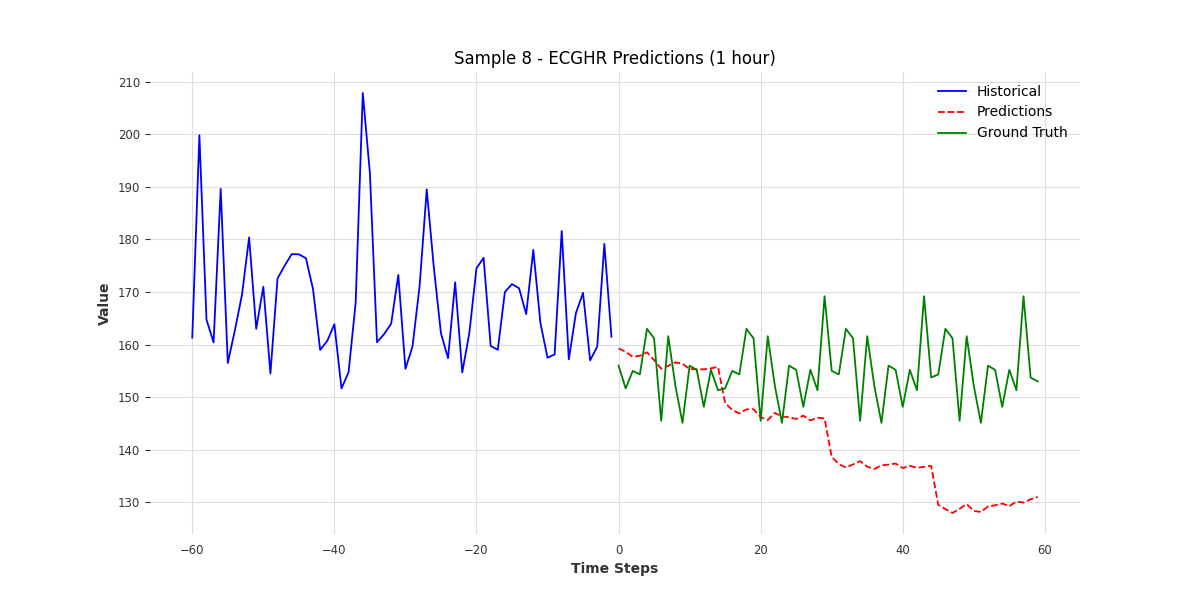 Sample 8 - ECGHR Predictions (1 hour)
Historical
Predictions
Ground Truth
210
200
190
180
170
160
150
140
130
Value
−60
−40
−20
0
20
40
60
Time Steps